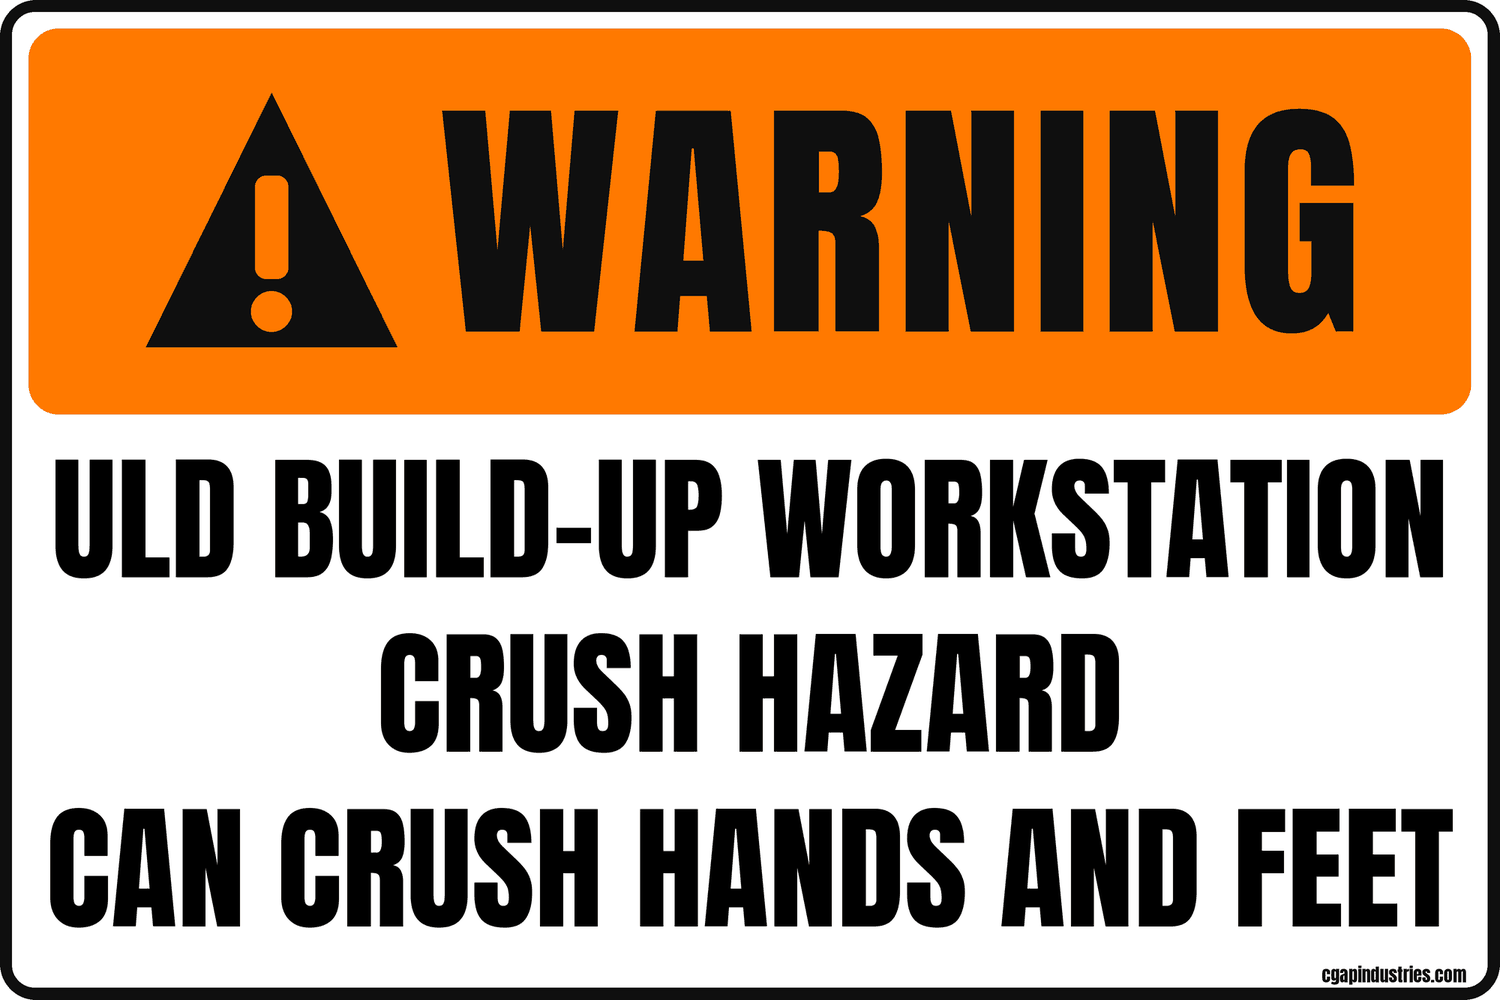 WARNING
ULD BUILD-UP WORKSTATION
CRUSH HAZARD
CAN CRUSH HANDS AND FEET
cgapindustries.com